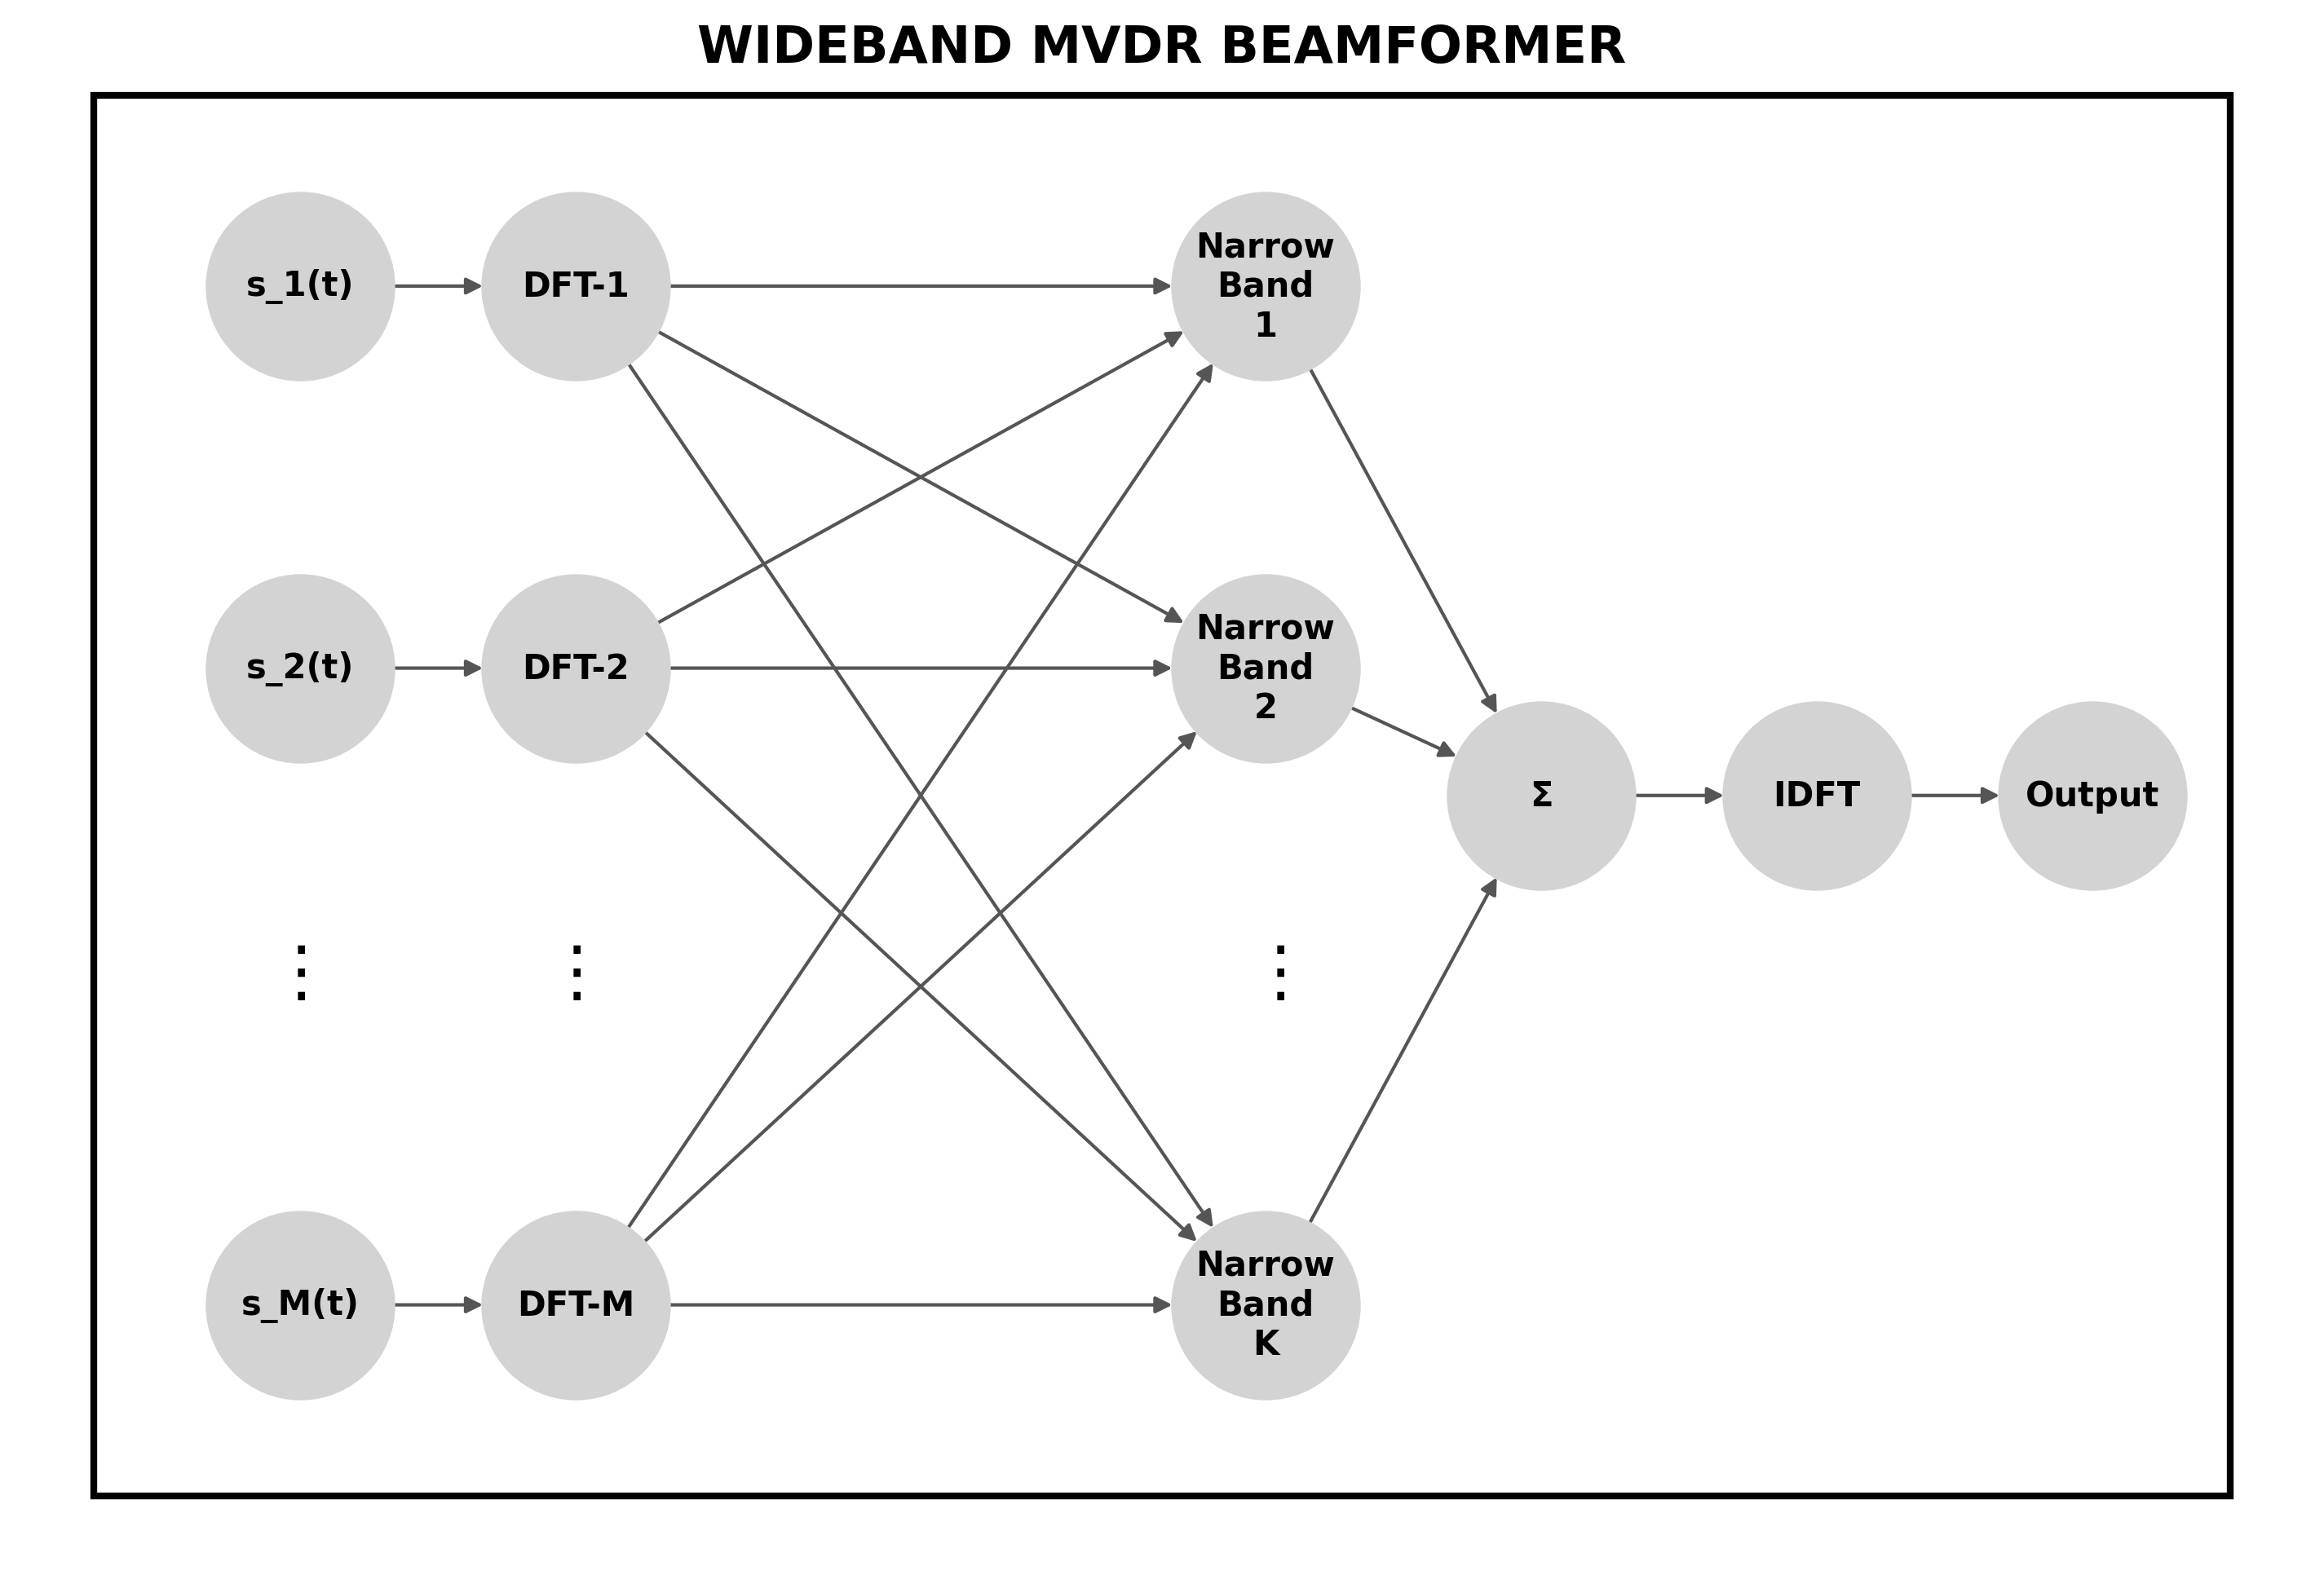 WIDEBAND MVDR BEAMFORMER
s_1(t)
DFT-1
Narrow
Band
1
s_2(t)
DFT-2
Narrow
Band
2
Σ
IDFT
Output
⋮
⋮
⋮
s_M(t)
DFT-M
Narrow
Band
K